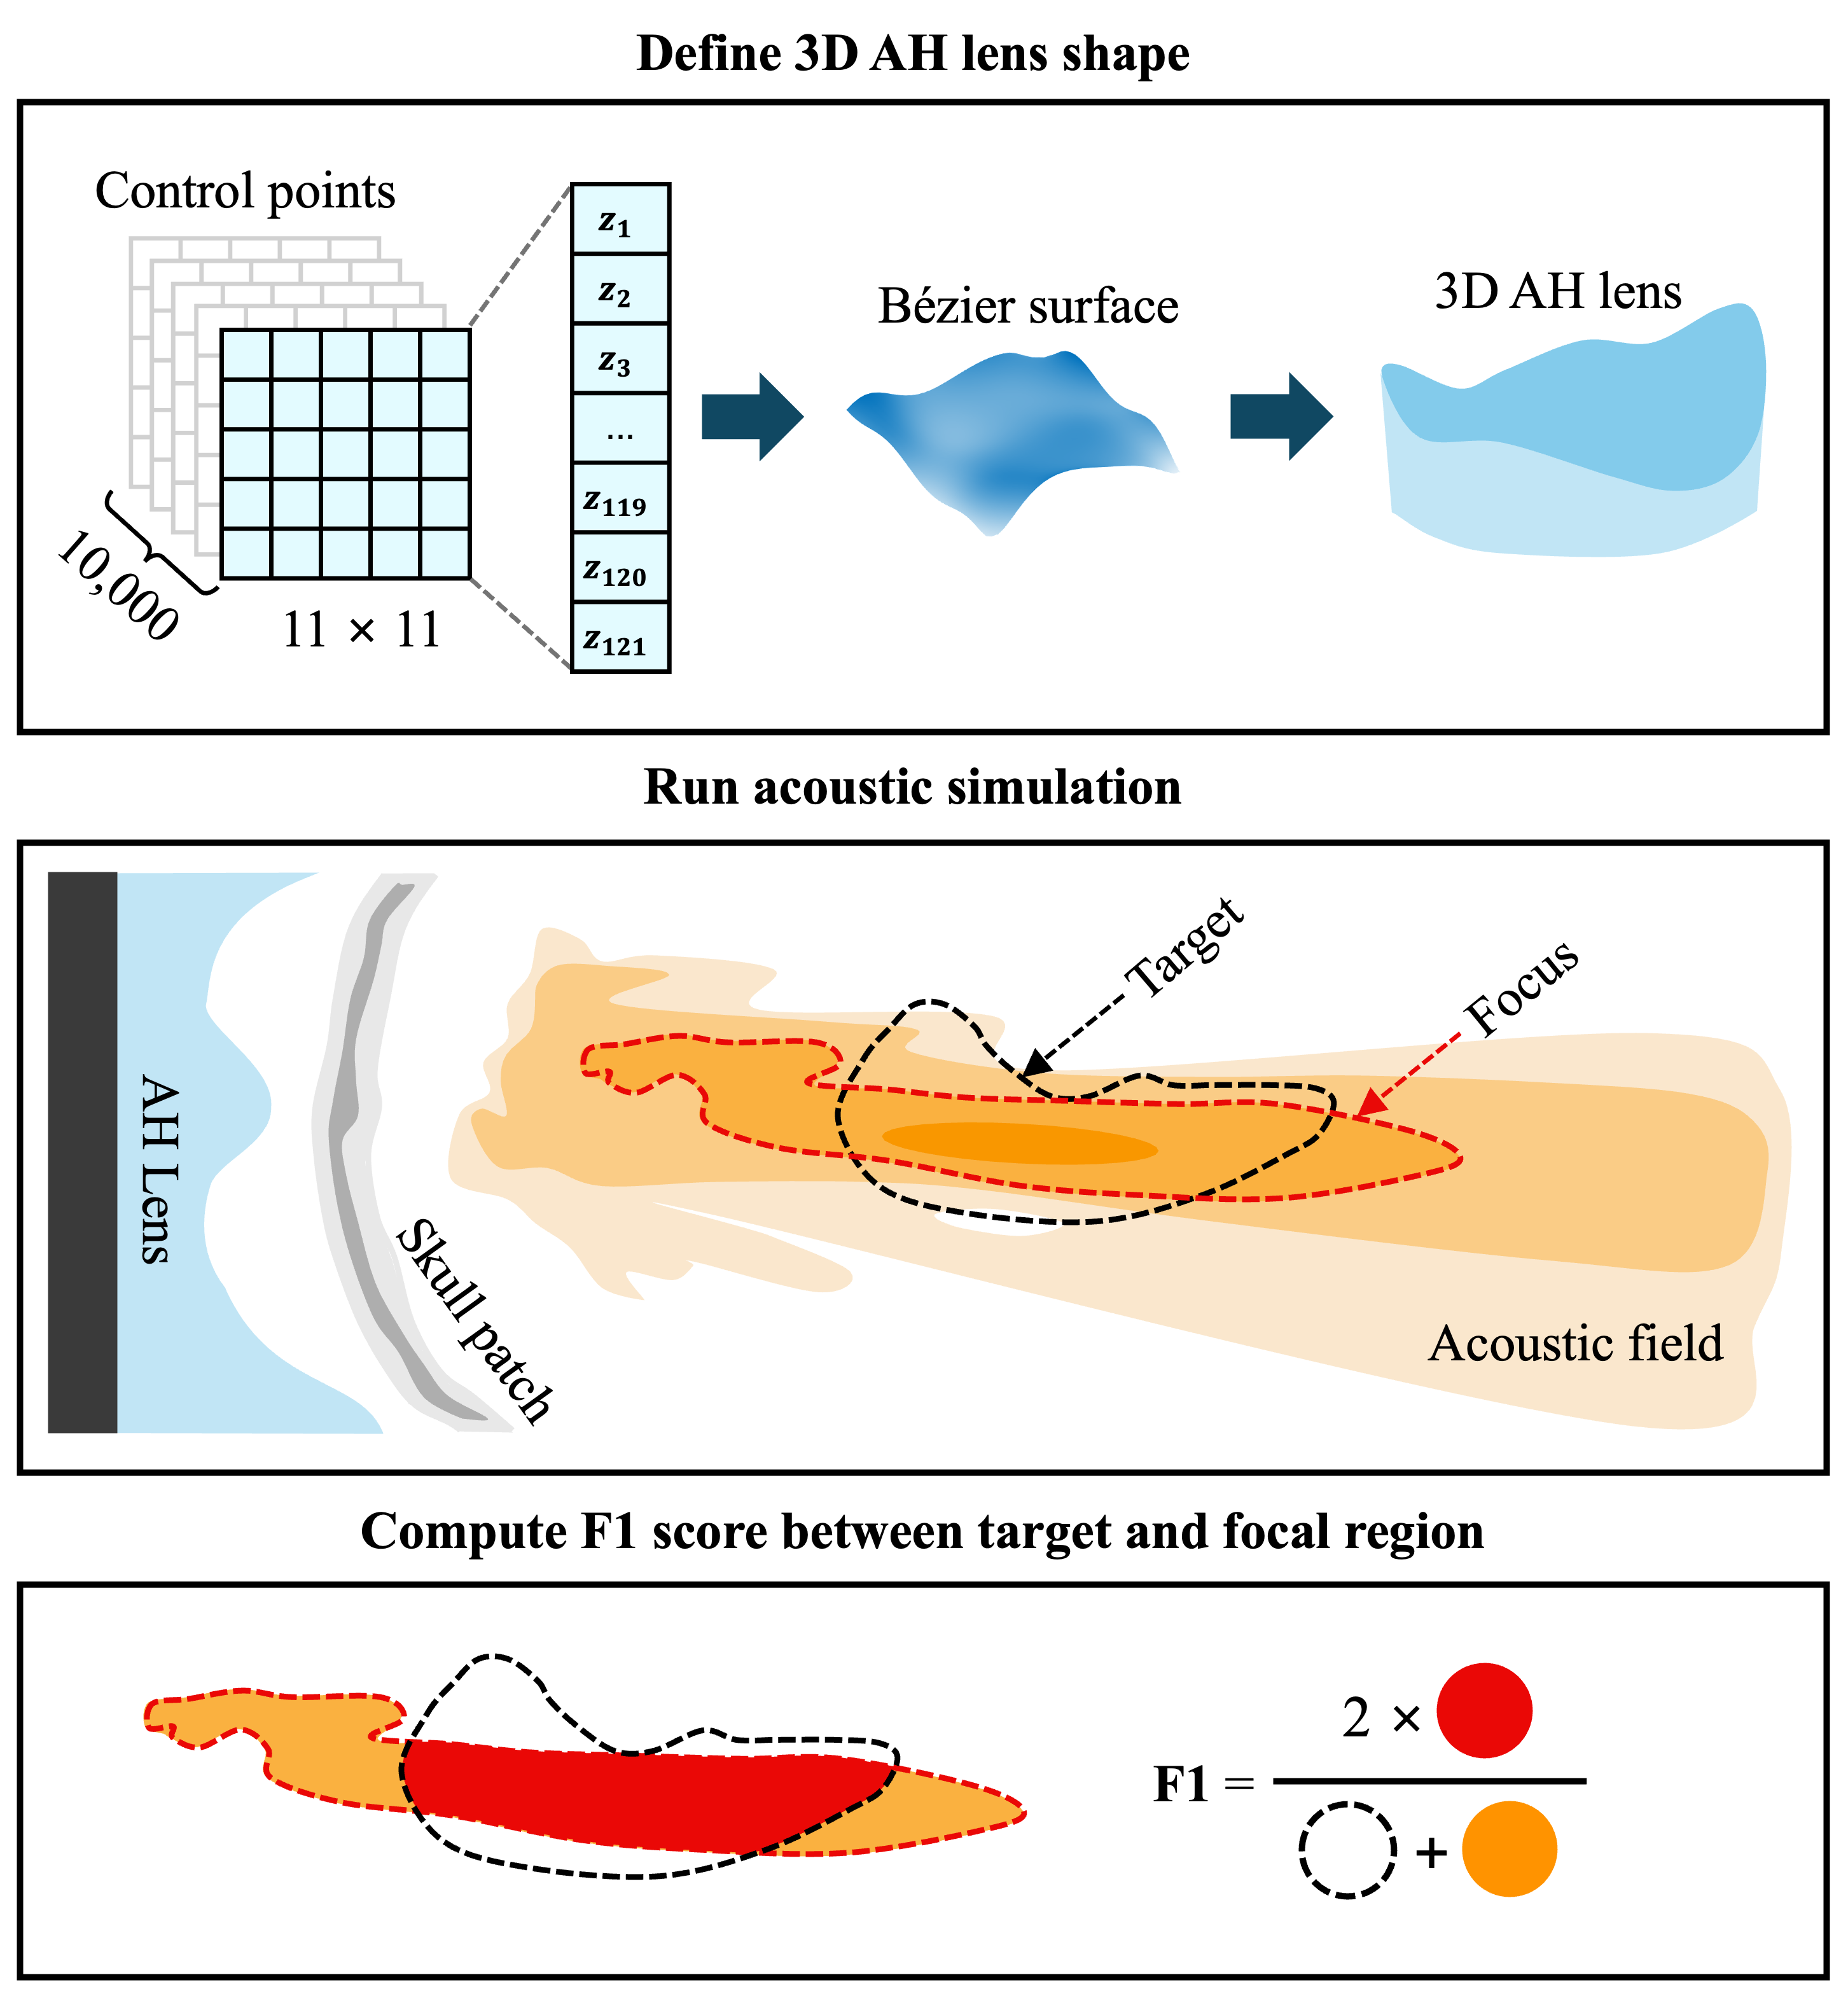 Define 3D AH lens shape
Control points
10,000
11 × 11
z1
z2
z3
...
z119
z120
z121
Bézier surface
3D AH lens
Run acoustic simulation
AH Lens
Skull patch
Target
Focus
Acoustic field
Compute F1 score between target and focal region
2 ×
F1 =
+